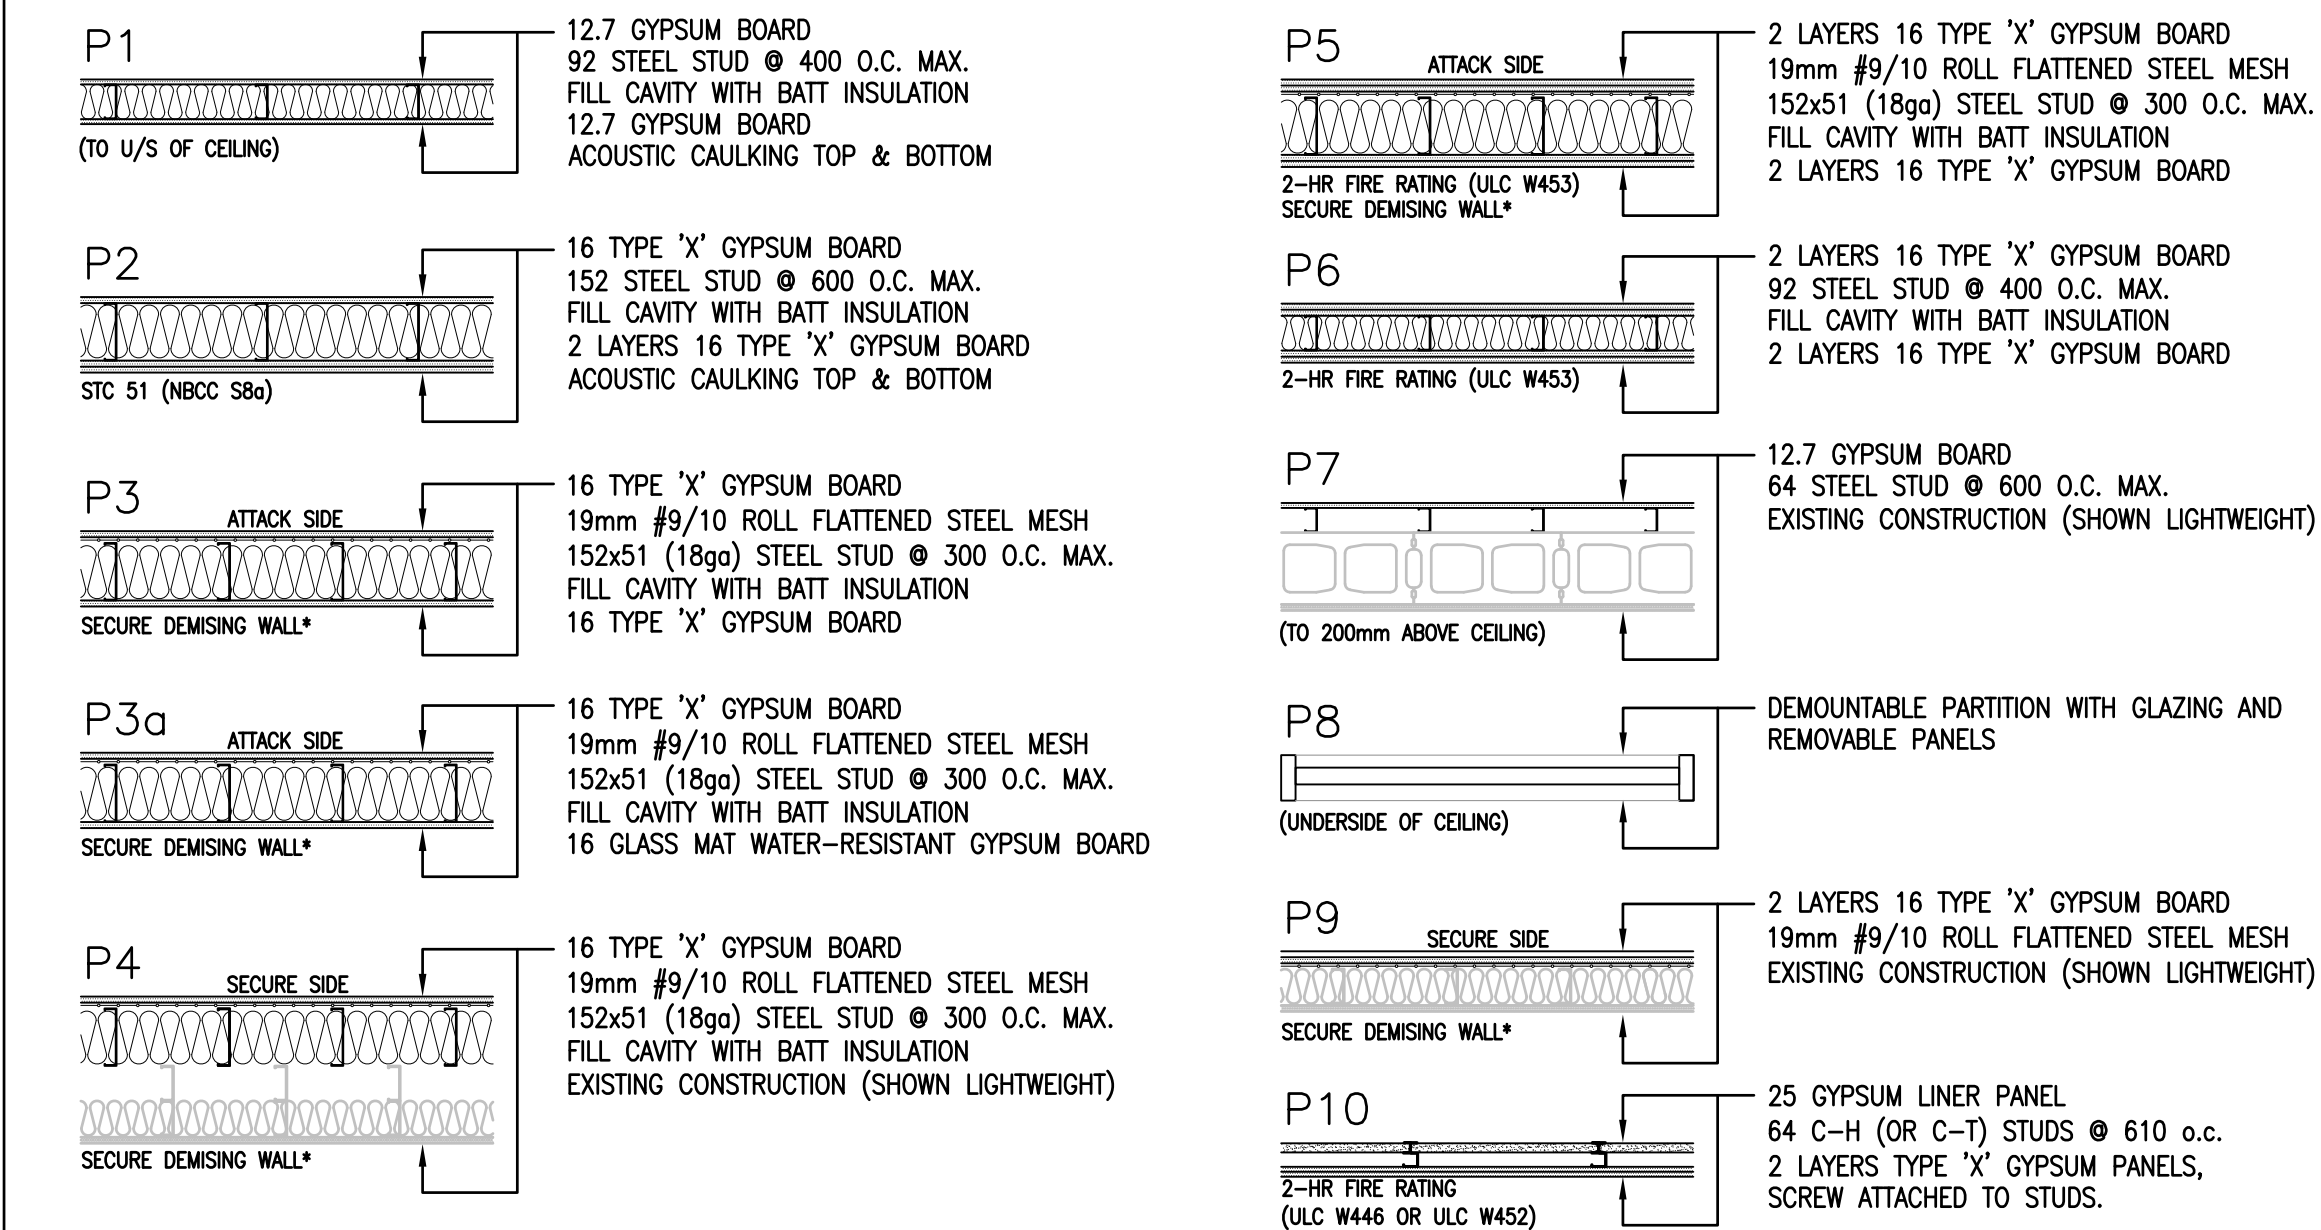 P1
12.7 GYPSUM BOARD
92 STEEL STUD @ 400 O.C. MAX.
FILL CAVITY WITH BATT INSULATION
12.7 GYPSUM BOARD
ACOUSTIC CAULKING TOP & BOTTOM
(TO U/S OF CEILING)
P2
16 TYPE 'X' GYPSUM BOARD
152 STEEL STUD @ 600 O.C. MAX.
FILL CAVITY WITH BATT INSULATION
2 LAYERS 16 TYPE 'X' GYPSUM BOARD
ACOUSTIC CAULKING TOP & BOTTOM
STC 51 (NBCC S8a)
P3
ATTACK SIDE
16 TYPE 'X' GYPSUM BOARD
19mm #9/10 ROLL FLATTENED STEEL MESH
152x51 (18ga) STEEL STUD @ 300 O.C. MAX.
FILL CAVITY WITH BATT INSULATION
16 TYPE 'X' GYPSUM BOARD
SECURE DEMISING WALL*
P3a
ATTACK SIDE
16 TYPE 'X' GYPSUM BOARD
19mm #9/10 ROLL FLATTENED STEEL MESH
152x51 (18ga) STEEL STUD @ 300 O.C. MAX.
FILL CAVITY WITH BATT INSULATION
16 GLASS MAT WATER-RESISTANT GYPSUM BOARD
SECURE DEMISING WALL*
P4
SECURE SIDE
16 TYPE 'X' GYPSUM BOARD
19mm #9/10 ROLL FLATTENED STEEL MESH
152x51 (18ga) STEEL STUD @ 300 O.C. MAX.
FILL CAVITY WITH BATT INSULATION
EXISTING CONSTRUCTION (SHOWN LIGHTWEIGHT)
SECURE DEMISING WALL*
P5
ATTACK SIDE
2 LAYERS 16 TYPE 'X' GYPSUM BOARD
19mm #9/10 ROLL FLATTENED STEEL MESH
152x51 (18ga) STEEL STUD @ 300 O.C. MAX.
FILL CAVITY WITH BATT INSULATION
2 LAYERS 16 TYPE 'X' GYPSUM BOARD
2-HR FIRE RATING (ULC W453)
SECURE DEMISING WALL*
P6
2 LAYERS 16 TYPE 'X' GYPSUM BOARD
92 STEEL STUD @ 400 O.C. MAX.
FILL CAVITY WITH BATT INSULATION
2 LAYERS 16 TYPE 'X' GYPSUM BOARD
2-HR FIRE RATING (ULC W453)
P7
12.7 GYPSUM BOARD
64 STEEL STUD @ 600 O.C. MAX.
EXISTING CONSTRUCTION (SHOWN LIGHTWEIGHT)
(TO 200mm ABOVE CEILING)
P8
DEMOUNTABLE PARTITION WITH GLAZING AND
REMOVABLE PANELS
(UNDERSIDE OF CEILING)
P9
SECURE SIDE
2 LAYERS 16 TYPE 'X' GYPSUM BOARD
19mm #9/10 ROLL FLATTENED STEEL MESH
EXISTING CONSTRUCTION (SHOWN LIGHTWEIGHT)
SECURE DEMISING WALL*
P10
25 GYPSUM LINER PANEL
64 C-H (OR C-T) STUDS @ 610 o.c.
2 LAYERS TYPE 'X' GYPSUM PANELS,
SCREW ATTACHED TO STUDS.
2-HR FIRE RATING
(ULC W446 OR ULC W452)